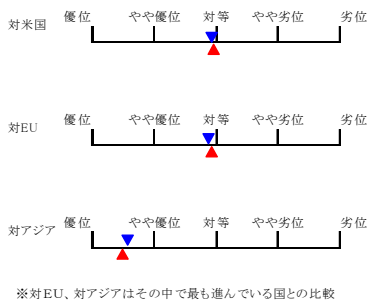 優位 やや優位 対等 やや劣位 劣位
対米国
優位 やや優位 対等 やや劣位 劣位
対EU
優位 やや優位 対等 やや劣位 劣位
対アジア
※対EU、対アジアはその中で最も進んでいる国との比較